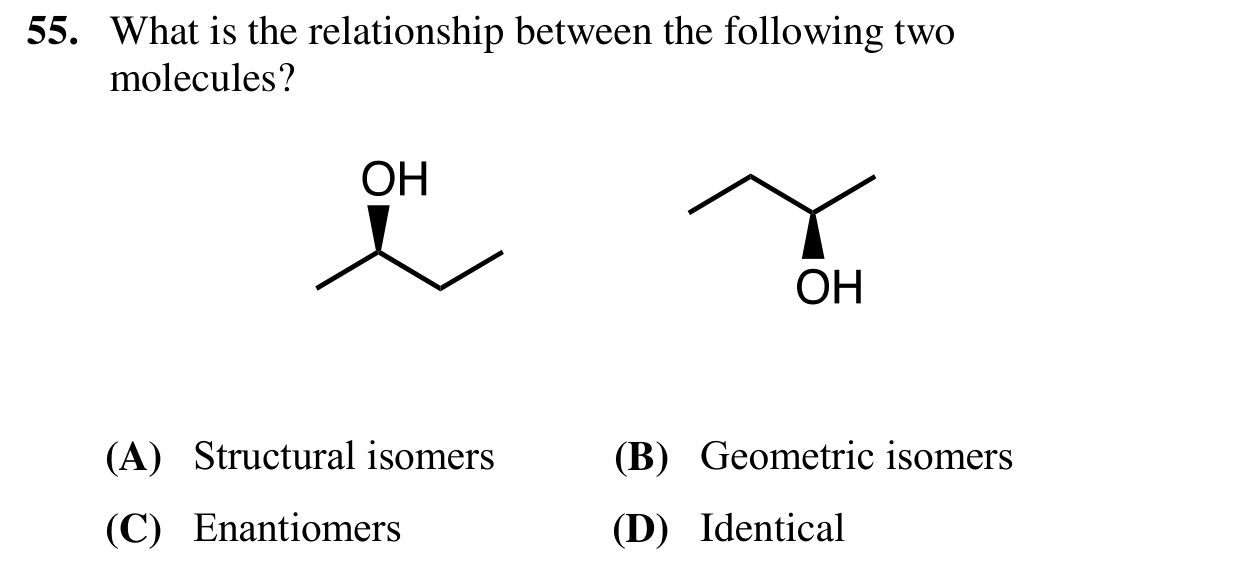 55. What is the relationship between the following two
molecules?
OH
OH
(A) Structural isomers (B) Geometric isomers
(C) Enantiomers (D) Identical